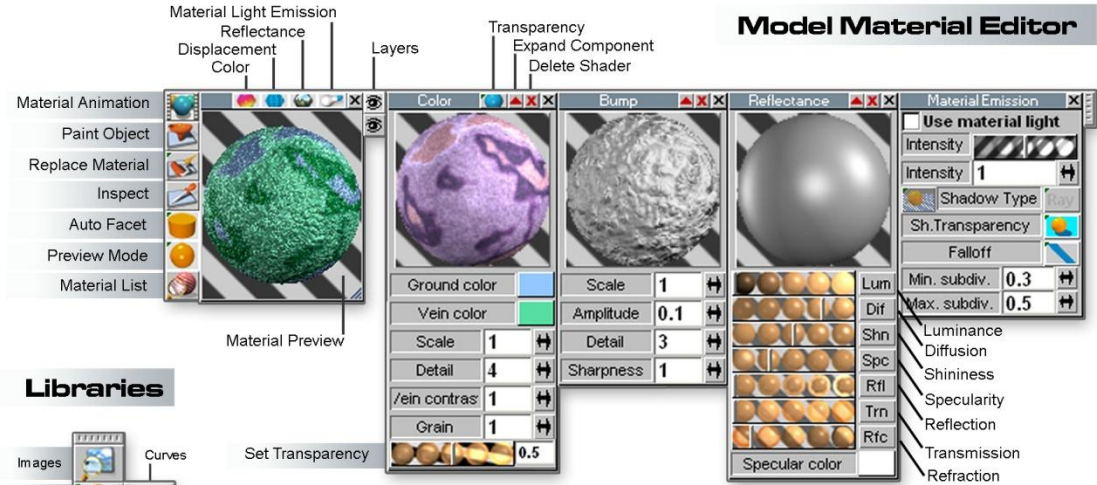 Model Material Editor
Material Light Emission
Reflectance
Displacement
Color
Layers
Transparency
Expand Component
Delete Shader
Material Animation
Paint Object
Replace Material
Inspect
Auto Facet
Preview Mode
Material List
Material Preview
Color
Ground color
Vein color
Scale 1
Detail 4
/ein contras 1
Grain 1
Set Transparency
0.5
Bump
Scale 1
Amplitude 0.1
Detail 3
Sharpness 1
Reflectance
Lum
Dif
Shn
Spc
Rfl
Trn
Rfc
Specular color
Material Emission
Use material light
Intensity
Intensity 1
Shadow Type Ray
Sh.Transparency
Falloff
Min. subdiv. 0.3
Max. subdiv. 0.5
Luminance
Diffusion
Shininess
Specularity
Reflection
Transmission
Refraction
Libraries
Images
Curves